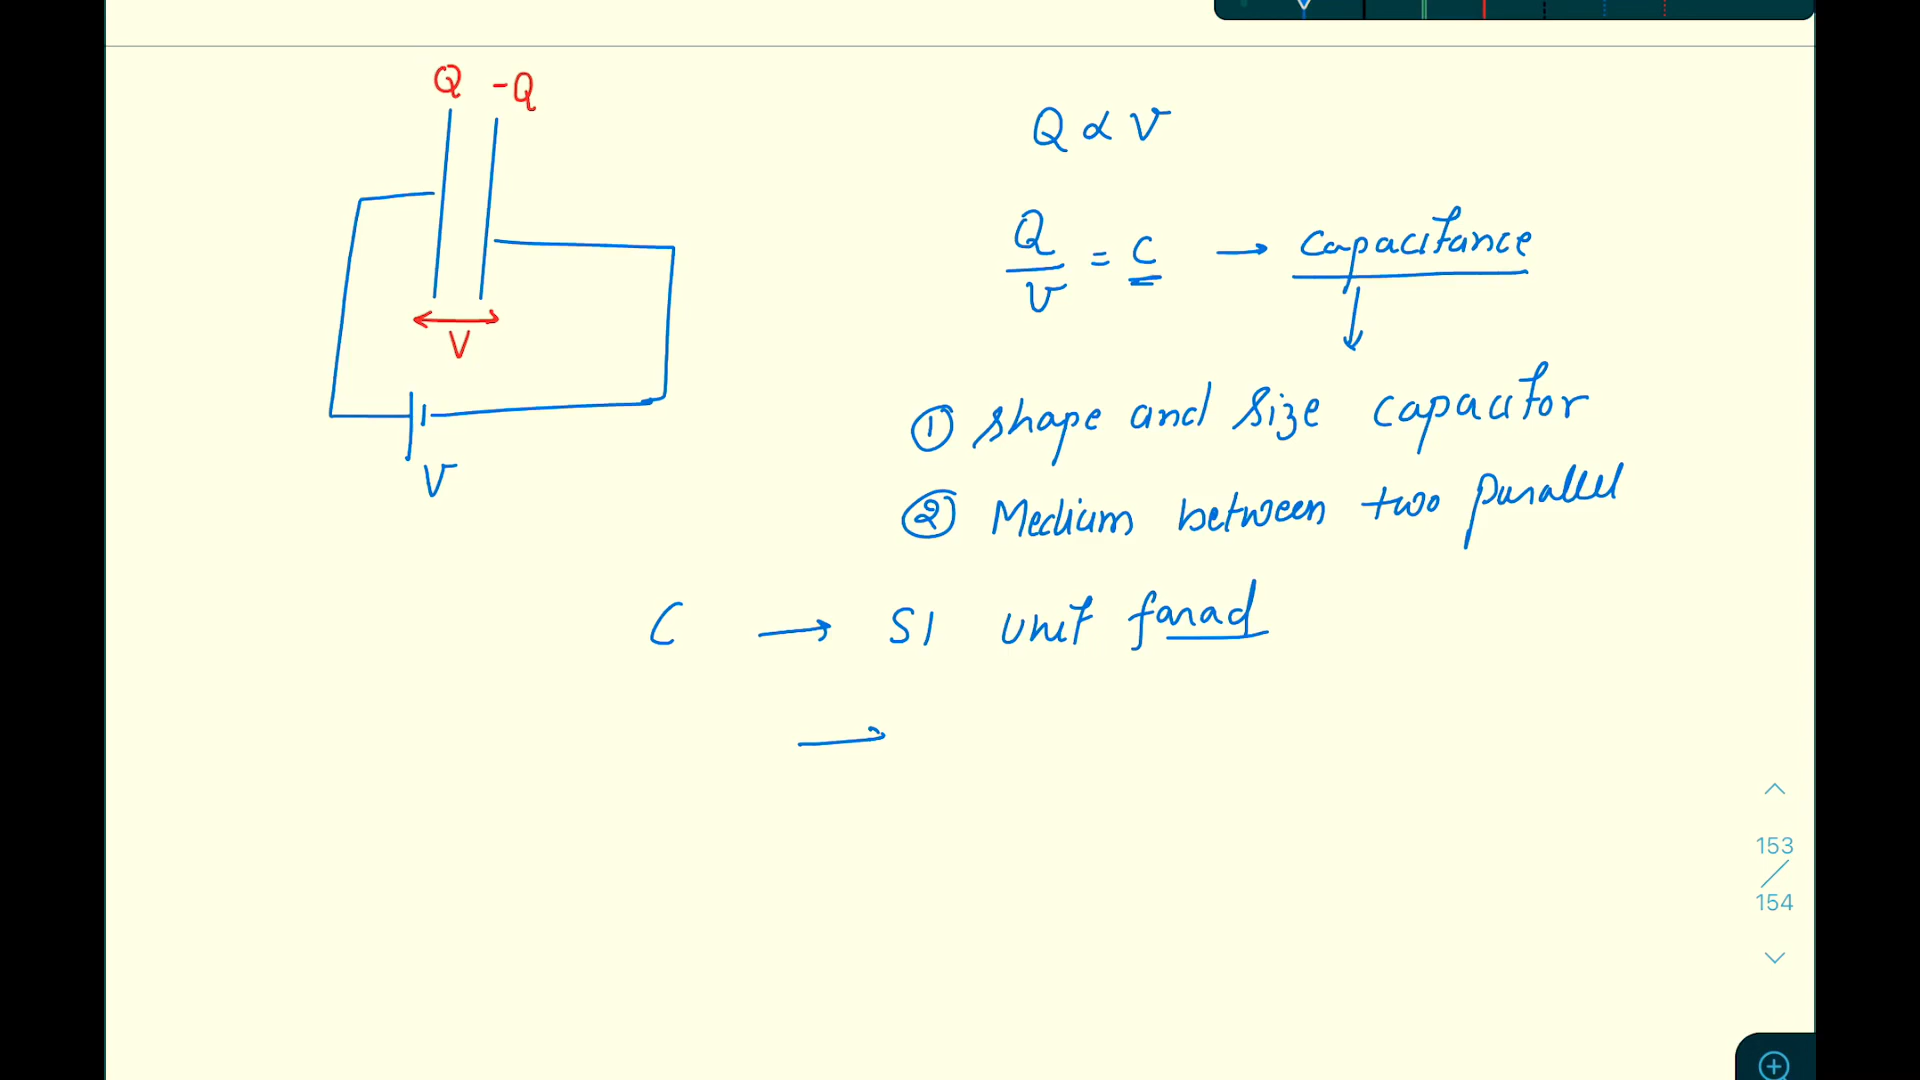 Q -Q
V
V
Q ∝ V
Q/V = C → Capacitance
① shape and size capacitor
② Medium between two parallel
C → SI unit farad
→
153
/
154